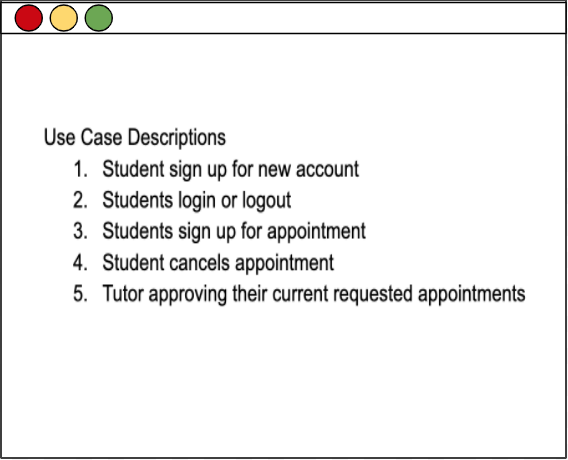 Use Case Descriptions
1. Student sign up for new account
2. Students login or logout
3. Students sign up for appointment
4. Student cancels appointment
5. Tutor approving their current requested appointments